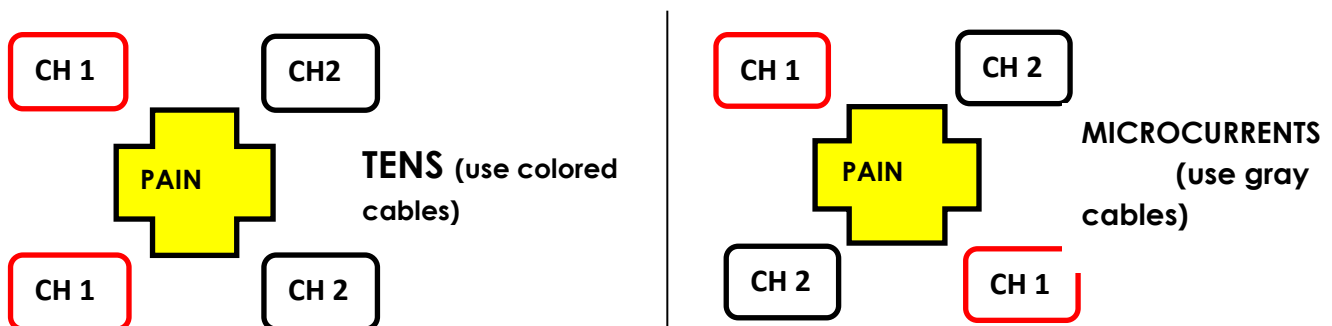 CH 1
CH2
PAIN
TENS (use colored
cables)
CH 1
CH 2
CH 1
CH 2
PAIN
MICROCURRENTS
(use gray
cables)
CH 2
CH 1